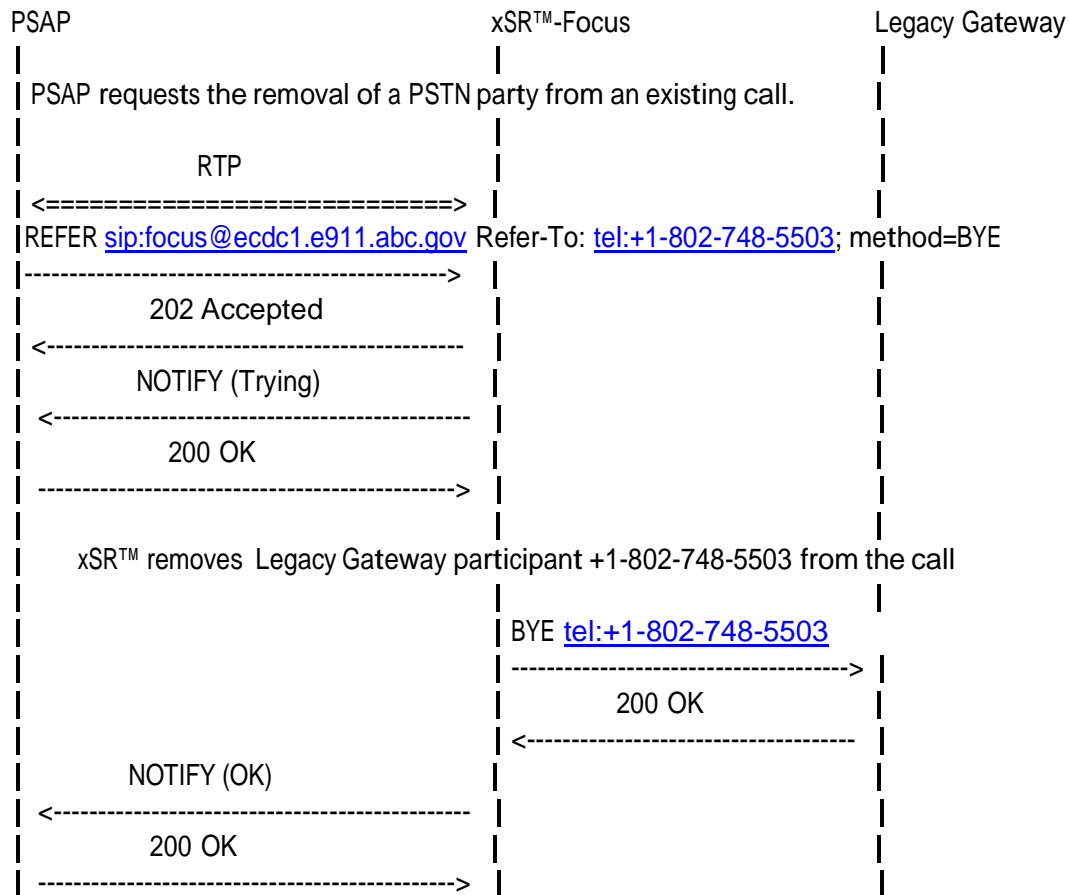 PSAP xSR™-Focus Legacy Gateway
PSAP requests the removal of a PSTN party from an existing call.
RTP
<============================>
REFER sip:focus@ecdc1.e911.abc.gov Refer-To: tel:+1-802-748-5503; method=BYE
----------------------------------------------->
202 Accepted
<----------------------------------------------
NOTIFY (Trying)
<----------------------------------------------
200 OK
---------------------------------------------->
xSR™ removes Legacy Gateway participant +1-802-748-5503 from the call
BYE tel:+1-802-748-5503
-------------------------------------->
200 OK
<------------------------------------
NOTIFY (OK)
<----------------------------------------------
200 OK
---------------------------------------------->